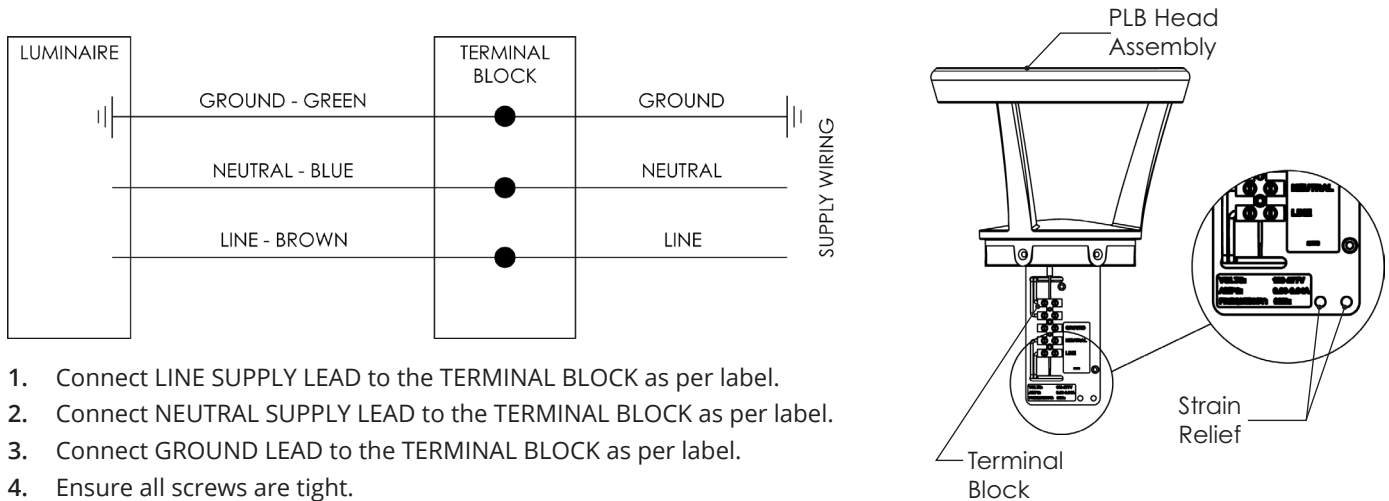 LUMINAIRE
TERMINAL
BLOCK
GROUND - GREEN
GROUND
NEUTRAL - BLUE
NEUTRAL
LINE - BROWN
LINE
SUPPLY WIRING
1. Connect LINE SUPPLY LEAD to the TERMINAL BLOCK as per label.
2. Connect NEUTRAL SUPPLY LEAD to the TERMINAL BLOCK as per label.
3. Connect GROUND LEAD to the TERMINAL BLOCK as per label.
4. Ensure all screws are tight.
PLB Head
Assembly
GROUND
NEUTRAL
LINE
NEUTRAL
LINE
Strain
Relief
Terminal
Block